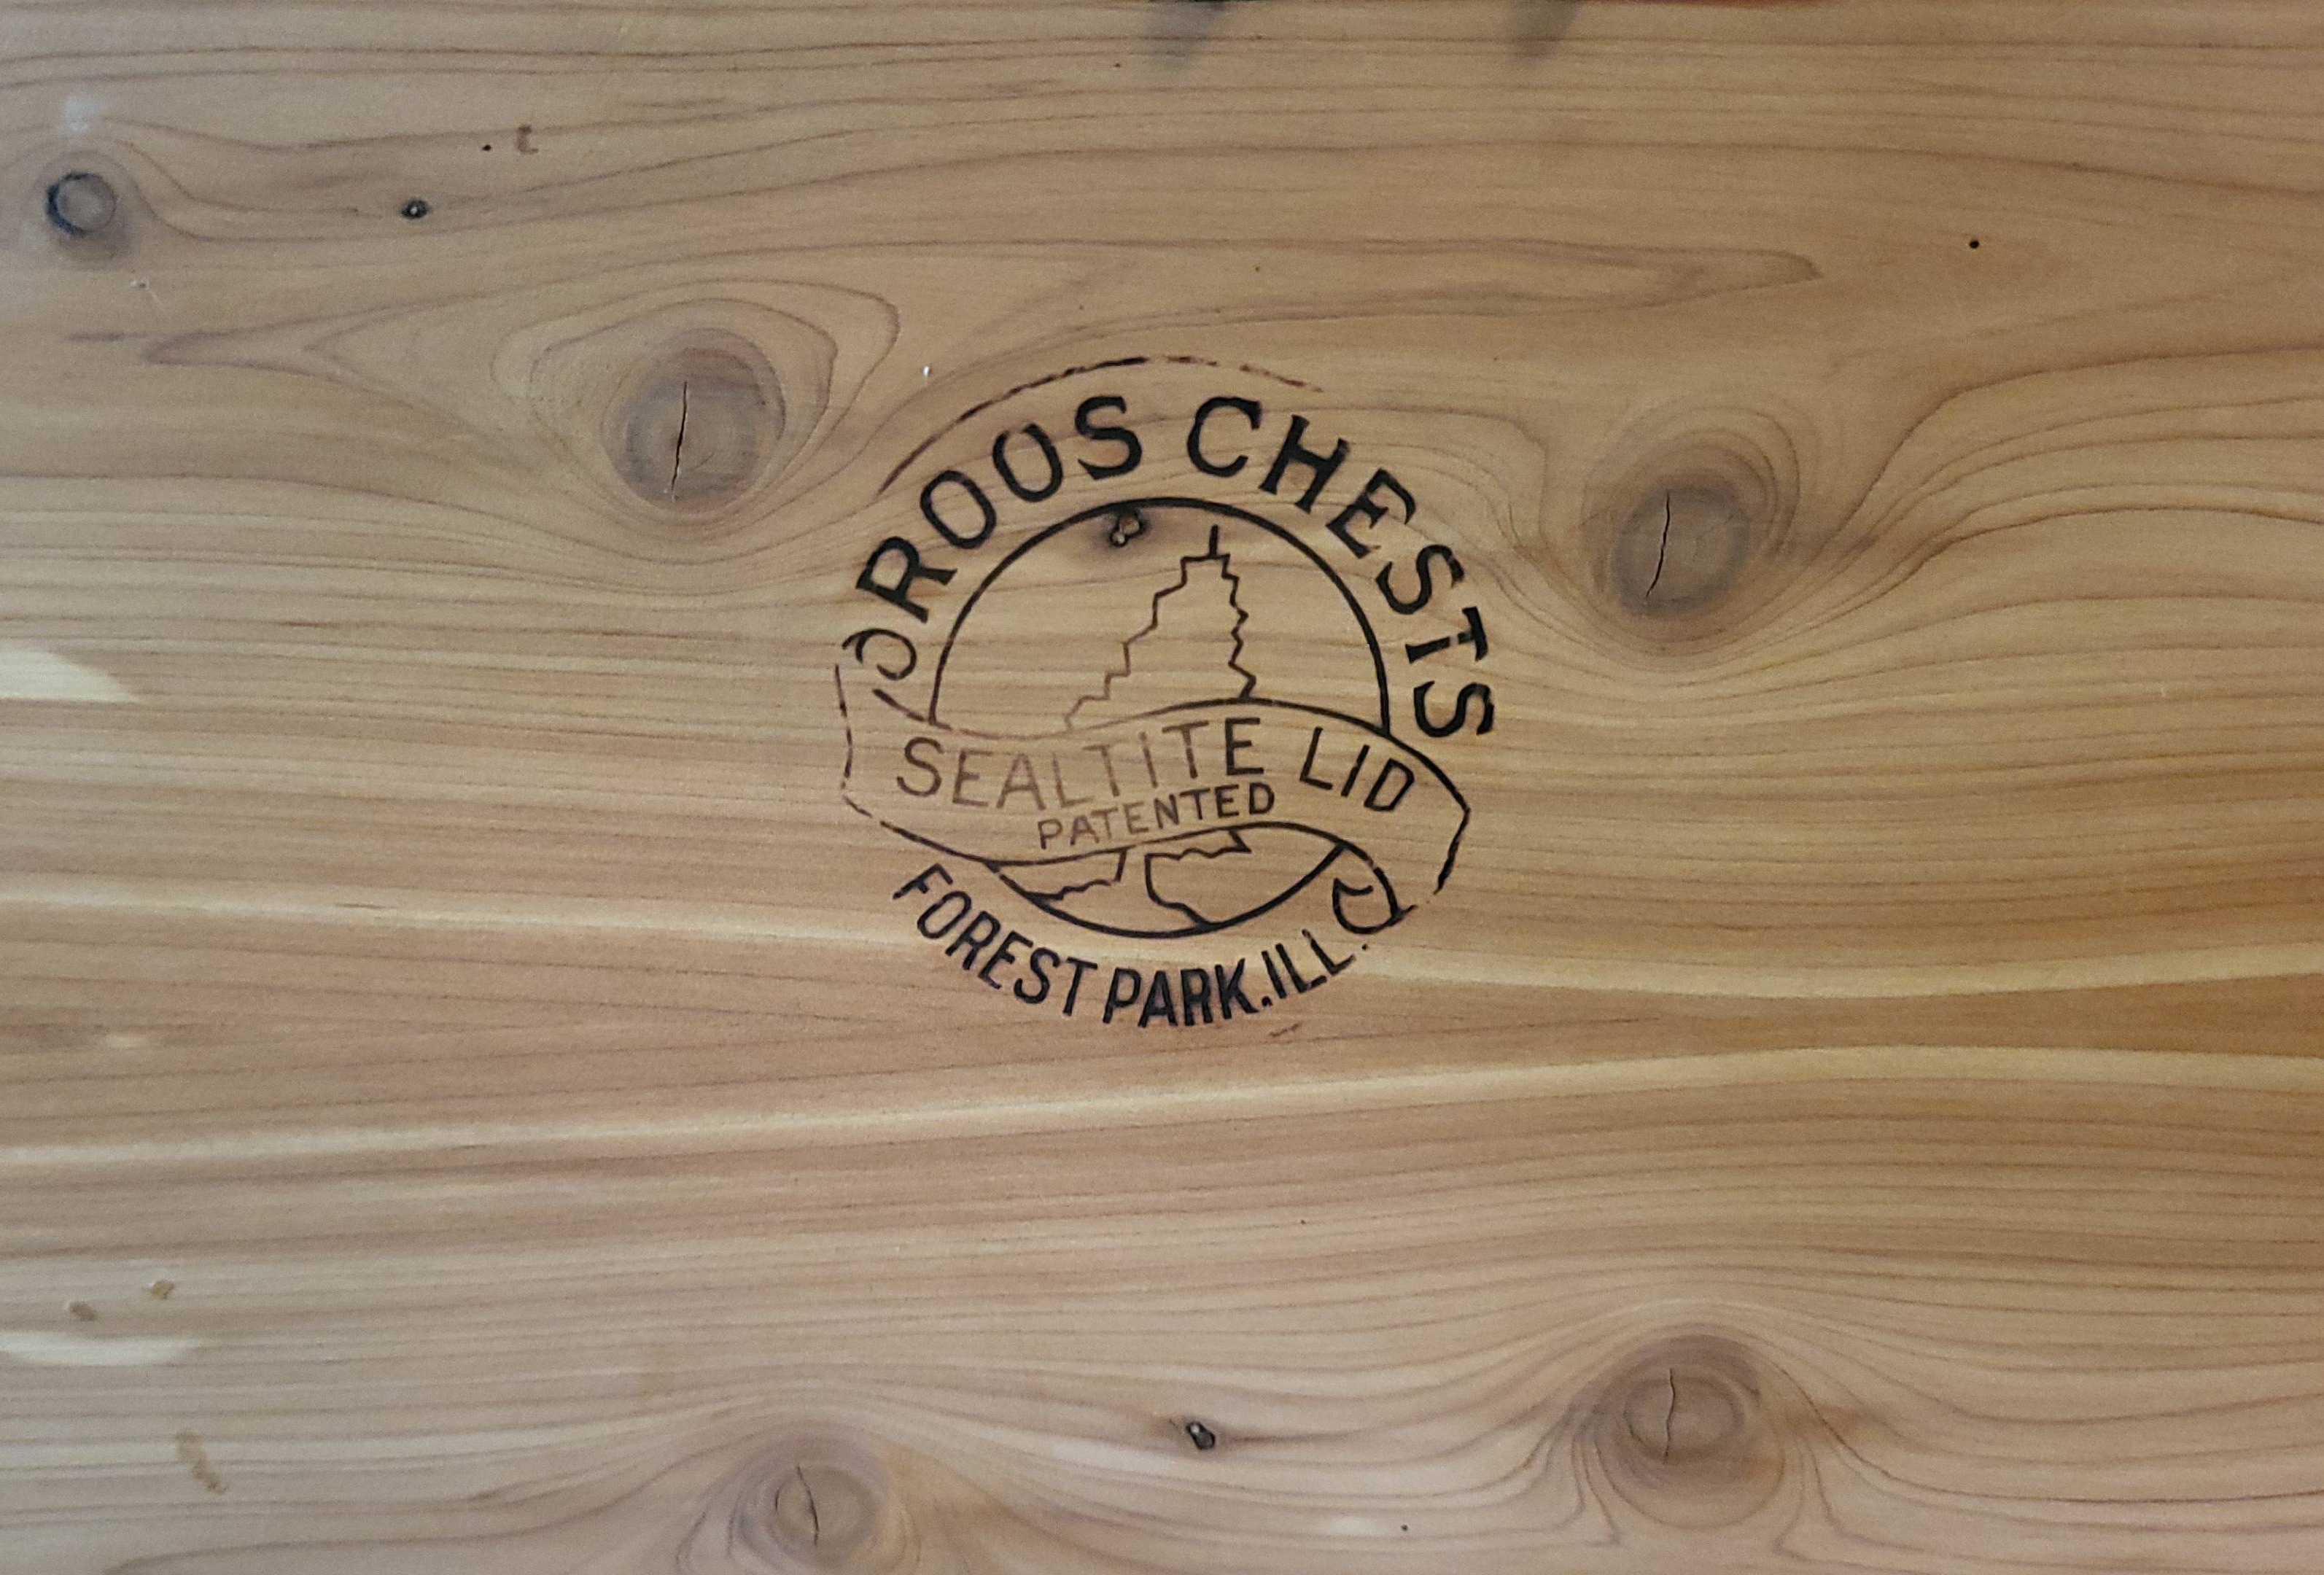 ROOS CHESTS
SEALTITE LID
PATENTED
FOREST PARK. ILL.